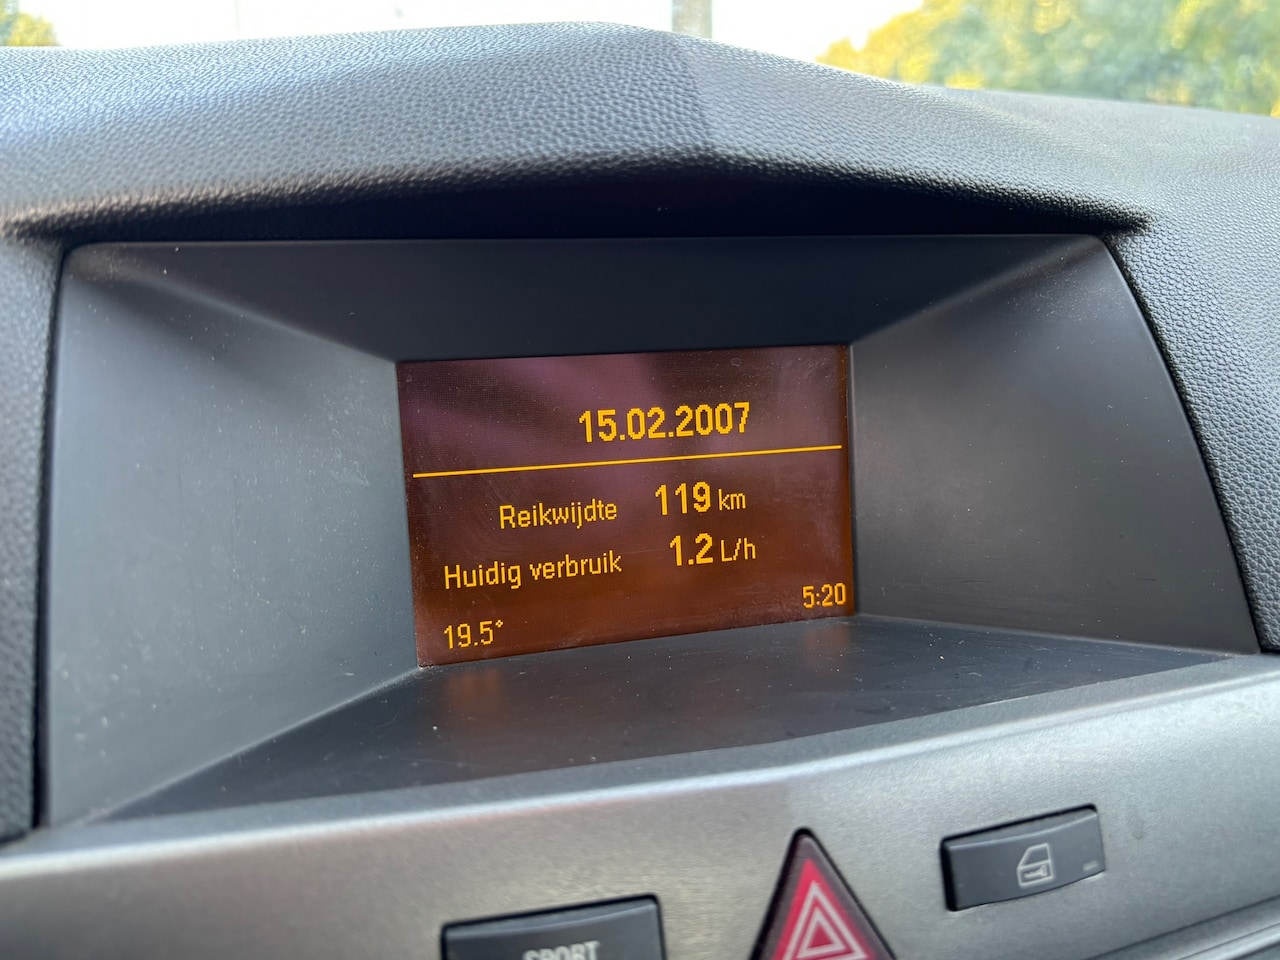 15.02.2007
Reikwijdte 119 km
Huidig verbruik 1.2 L/h
19.5° 5:20
SPORT